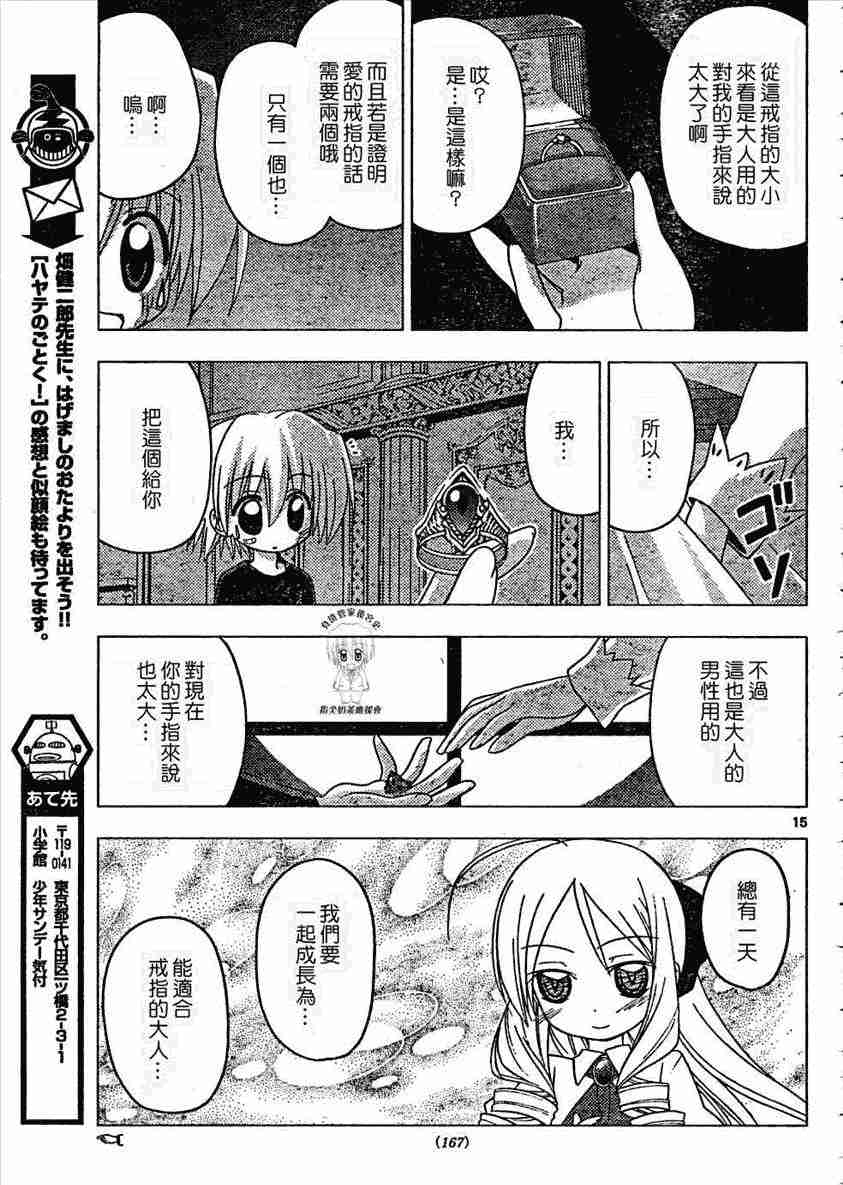 從這戒指的大小
來看是大人用的
對我的手指來說
太大了啊
哎?
是…是這樣嘛?
而且若是證明
愛的戒指的話
需要兩個哦
只有一個也…
啊…
嗚…
所以…
ゴソ
我…
把這個給你
不過
這也是大人的
男性用的
對現在
你的手指來說
也太大…
總有一天
我們要
一起成長為…
能適合
戒指的大人…
畑健二郎先生に、はげましのおたよりを出そう!!
[ハヤテのごとく!]の感想と似顔絵も待ってます。
あて先
〒119-0141 東京都千代田区一ツ橋2-3-1
小学館 少年サンデー気付
15
(167)